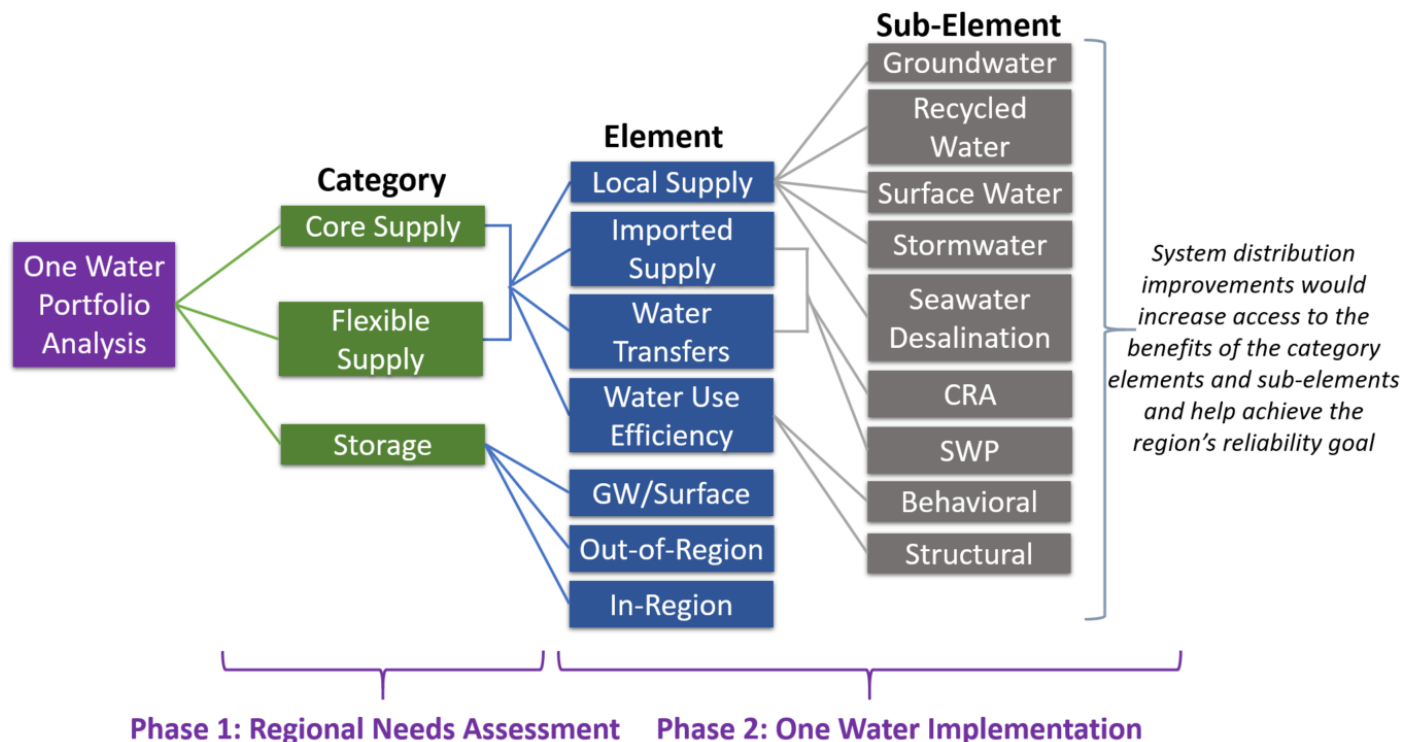 Sub-Element
Groundwater
Recycled
Water
Surface Water
Stormwater
Seawater
Desalination
CRA
SWP
Behavioral
Structural
Element
Local Supply
Imported
Supply
Water
Transfers
Water Use
Efficiency
GW/Surface
Out-of-Region
In-Region
Category
Core Supply
Flexible
Supply
Storage
One Water
Portfolio
Analysis
System distribution
improvements would
increase access to the
benefits of the category
elements and sub-elements
and help achieve the
region's reliability goal
Phase 1: Regional Needs Assessment
Phase 2: One Water Implementation